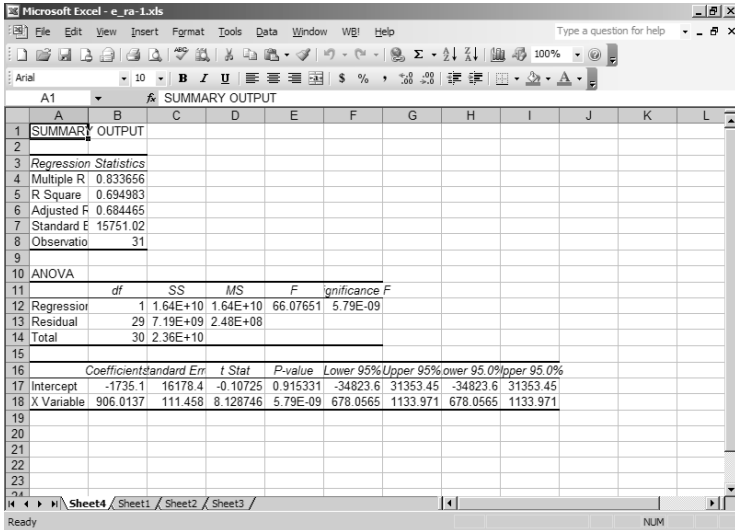 Microsoft Excel - e_ra-1.xls
File Edit View Insert Format Tools Data Window WB! Help Type a question for help
100%
Arial 10 B I U $ % ,
A1 fx SUMMARY OUTPUT
A B C D E F G H I J K L
1 SUMMARY OUTPUT
2
3 Regression Statistics
4 Multiple R 0.833656
5 R Square 0.694983
6 Adjusted R 0.684465
7 Standard E 15751.02
8 Observatio 31
9
10 ANOVA
11 df SS MS F ignificance F
12 Regression 1 1.64E+10 1.64E+10 66.07651 5.79E-09
13 Residual 29 7.19E+09 2.48E+08
14 Total 30 2.36E+10
15
16 Coefficients tandard Err t Stat P-value Lower 95% Upper 95% ower 95.0% pper 95.0%
17 Intercept -1735.1 16178.4 -0.10725 0.915331 -34823.6 31353.45 -34823.6 31353.45
18 X Variable 906.0137 111.458 8.128746 5.79E-09 678.0565 1133.971 678.0565 1133.971
19
20
21
22
23
Sheet4 Sheet1 Sheet2 Sheet3
Ready NUM